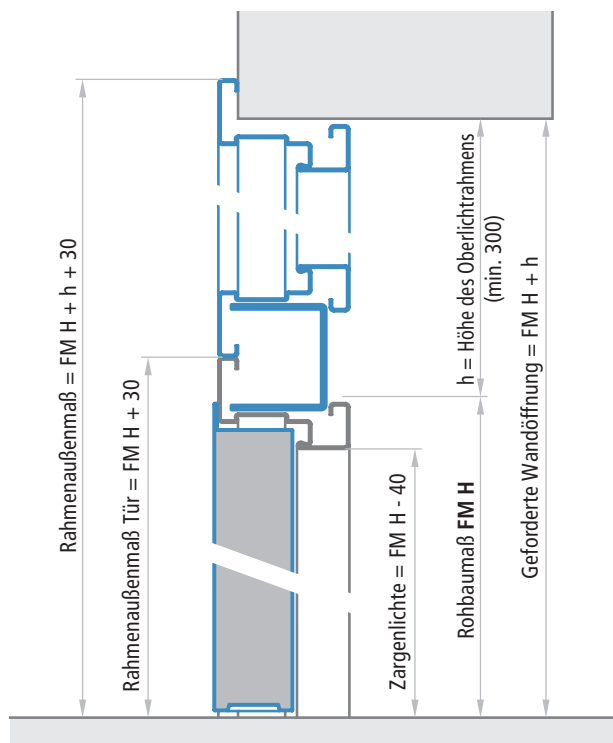 Rahmenaußenmaß = FM H + h + 30
Rahmenaußenmaß Tür = FM H + 30
Zargenlichte = FM H - 40
h = Höhe des Oberlichtrahmens
(min. 300)
Rohbaumaß FM H
Geforderte Wandöffnung = FM H + h